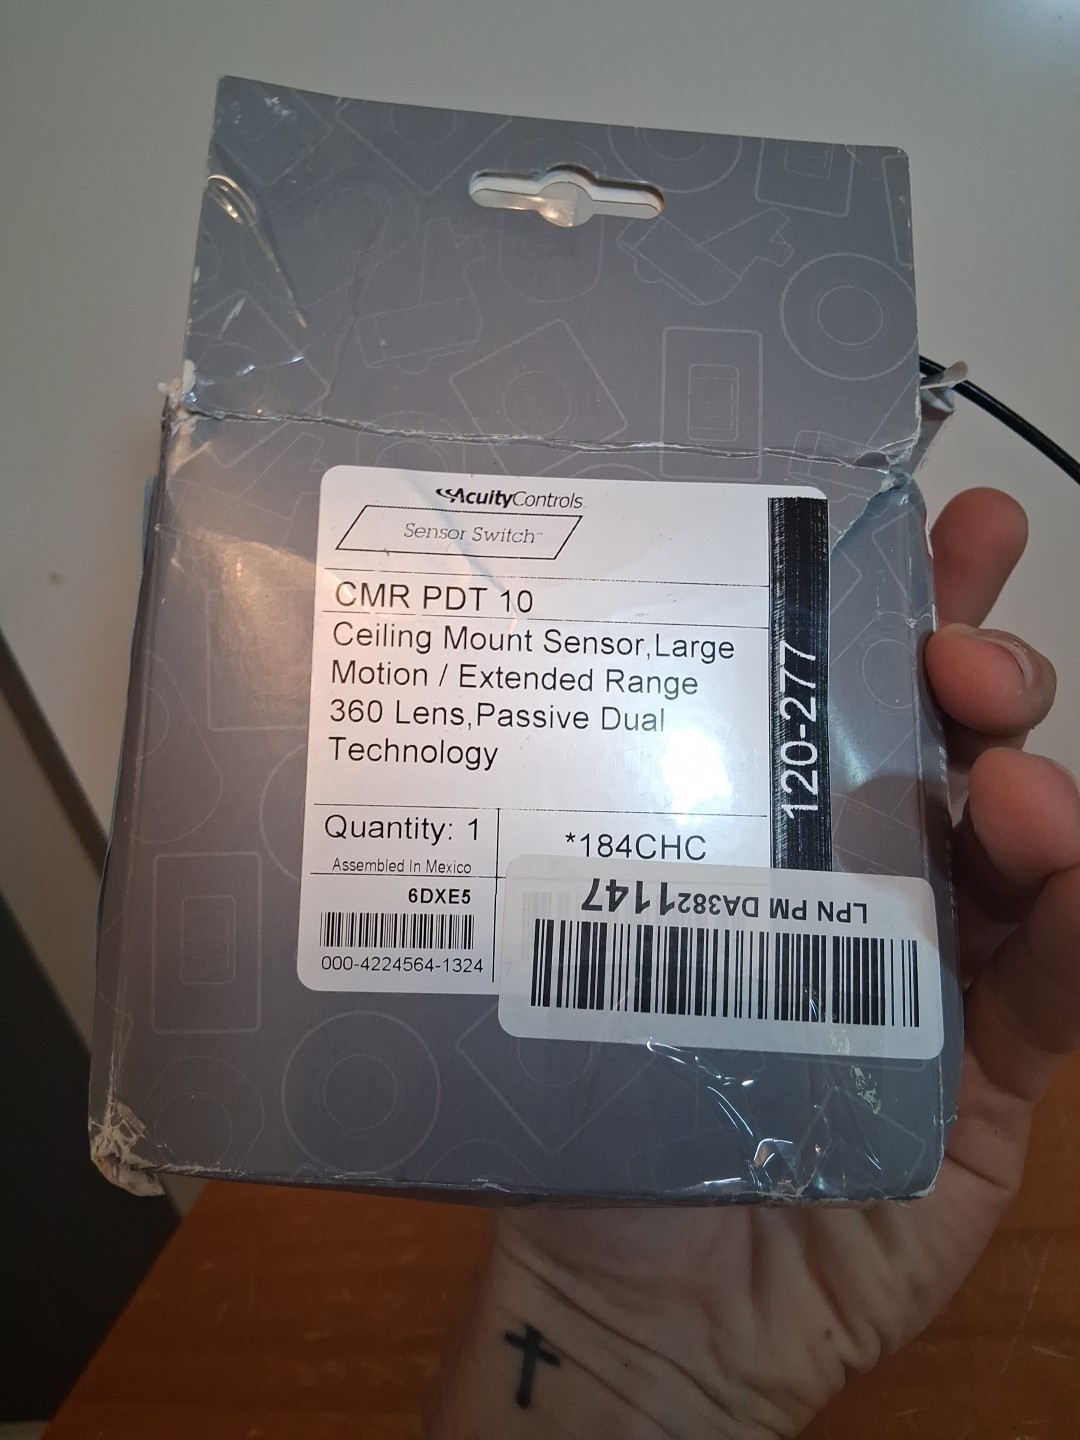 AcuityControls
Sensor Switch™
CMR PDT 10
Ceiling Mount Sensor,Large
Motion / Extended Range
360 Lens,Passive Dual
Technology
120-277
Quantity: 1
Assembled In Mexico
*184CHC
6DXE5
000-4224564-1324
LPN PM DA3821147